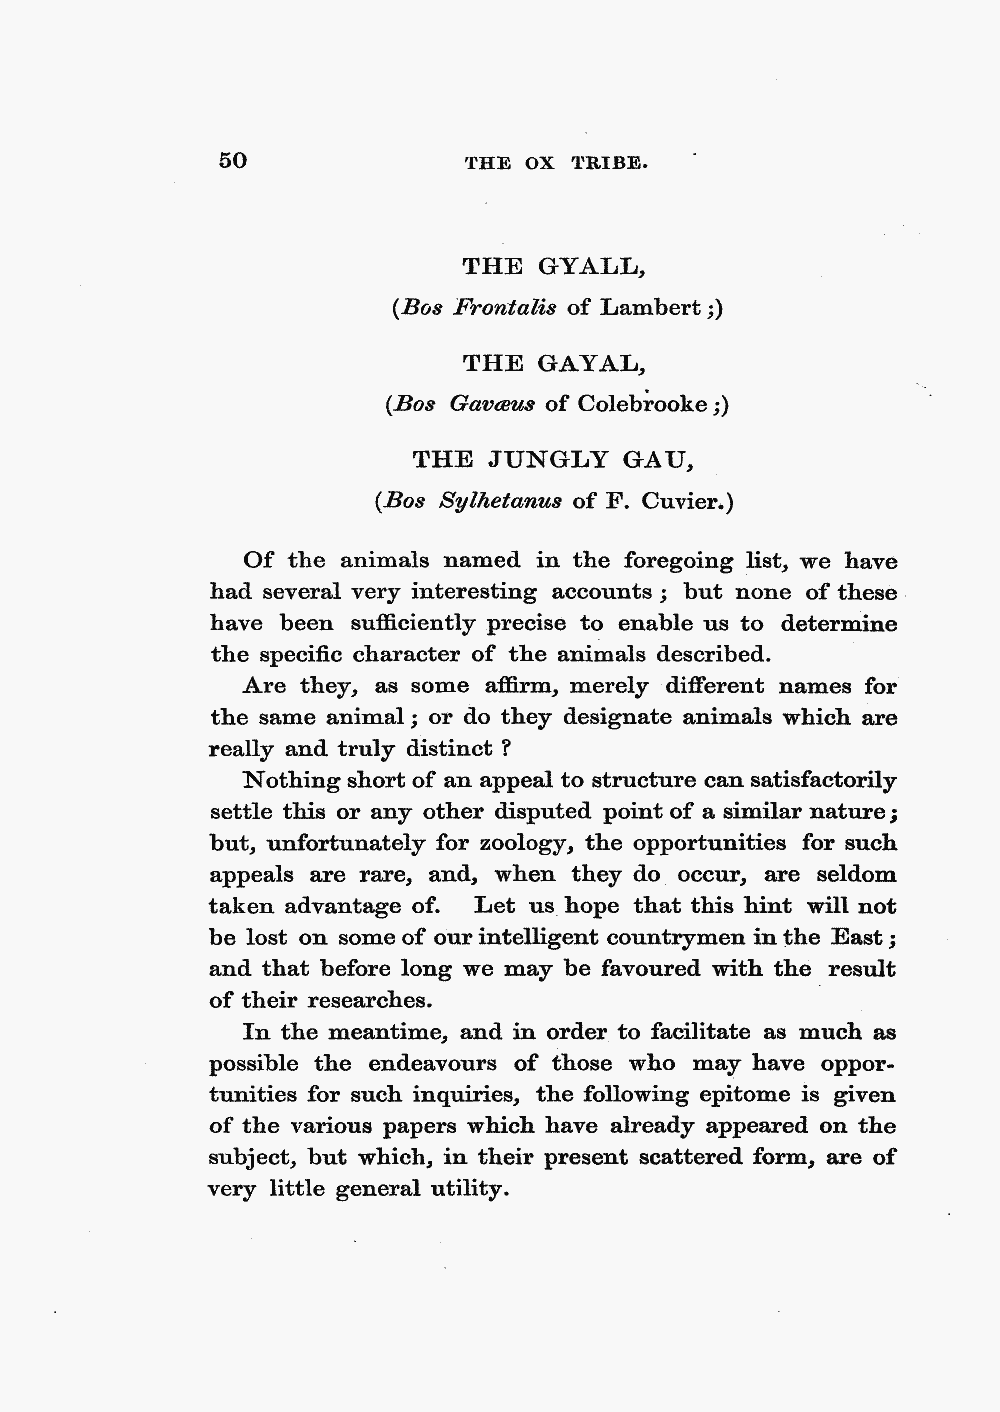 50 THE OX TRIBE.
THE GYALL,
(Bos Frontalis of Lambert ;)
THE GAYAL,
(Bos Gavæus of Colebrooke ;)
THE JUNGLY GAU,
(Bos Sylhetanus of F. Cuvier.)
Of the animals named in the foregoing list, we have
had several very interesting accounts ; but none of these
have been sufficiently precise to enable us to determine
the specific character of the animals described.
Are they, as some affirm, merely different names for
the same animal ; or do they designate animals which are
really and truly distinct ?
Nothing short of an appeal to structure can satisfactorily
settle this or any other disputed point of a similar nature ;
but, unfortunately for zoology, the opportunities for such
appeals are rare, and, when they do occur, are seldom
taken advantage of. Let us hope that this hint will not
be lost on some of our intelligent countrymen in the East ;
and that before long we may be favoured with the result
of their researches.
In the meantime, and in order to facilitate as much as
possible the endeavours of those who may have oppor-
tunities for such inquiries, the following epitome is given
of the various papers which have already appeared on the
subject, but which, in their present scattered form, are of
very little general utility.